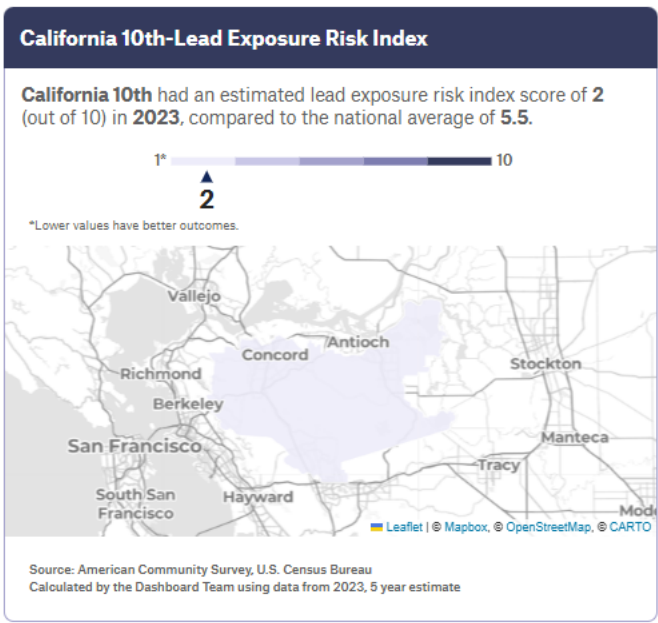 California 10th-Lead Exposure Risk Index
California 10th had an estimated lead exposure risk index score of 2
(out of 10) in 2023, compared to the national average of 5.5.
1* 10
2
*Lower values have better outcomes.
Vallejo
Antioch
Concord
Stockton
Richmond
Berkeley
Manteca
San Francisco
Tracy
South San
Francisco
Hayward
Mode
Leaflet | © Mapbox, © OpenStreetMap, © CARTO
Source: American Community Survey, U.S. Census Bureau
Calculated by the Dashboard Team using data from 2023, 5 year estimate